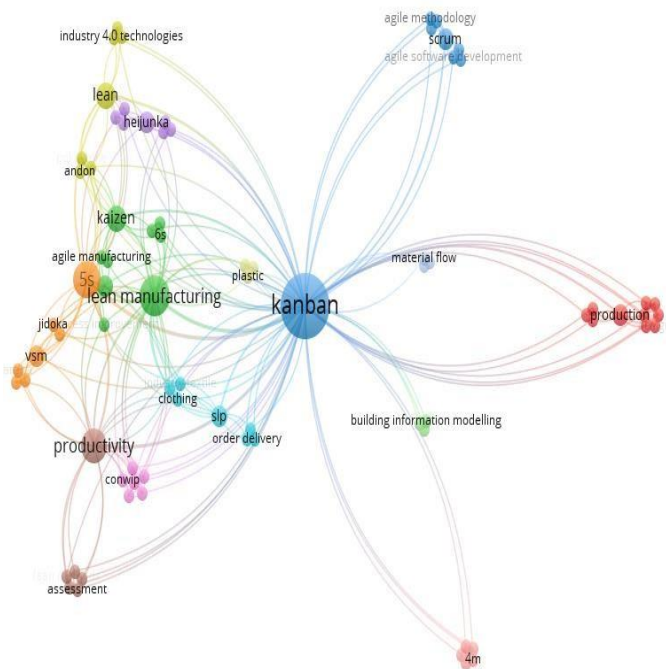 agile methodology
industry 4.0 technologies
scrum
agile software development
lean
heijunka
andon
kaizen
6s
agile manufacturing
material flow
plastic
5s
lean manufacturing
kanban
production
jidoka
vsm
clothing
slp
building information modelling
order delivery
productivity
conwip
assessment
4m